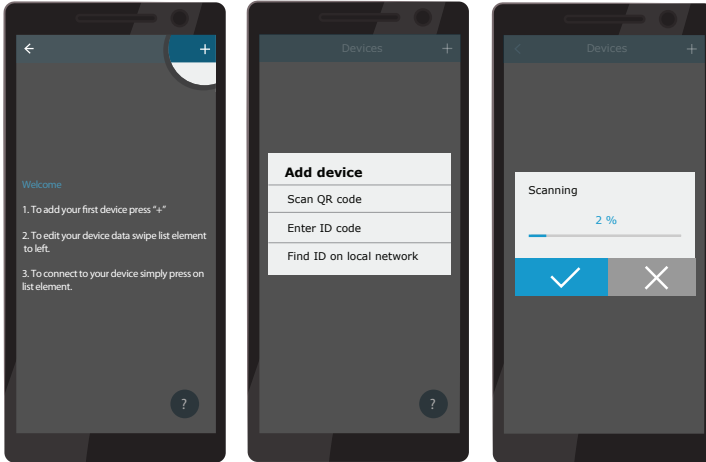 +
Welcome
1. To add your first device press "+"
2. To edit your device data swipe list element
to left.
3. To connect to your device simply press on
list element.
?
Devices +
Add device
Scan QR code
Enter ID code
Find ID on local network
?
Devices +
Scanning
2 %